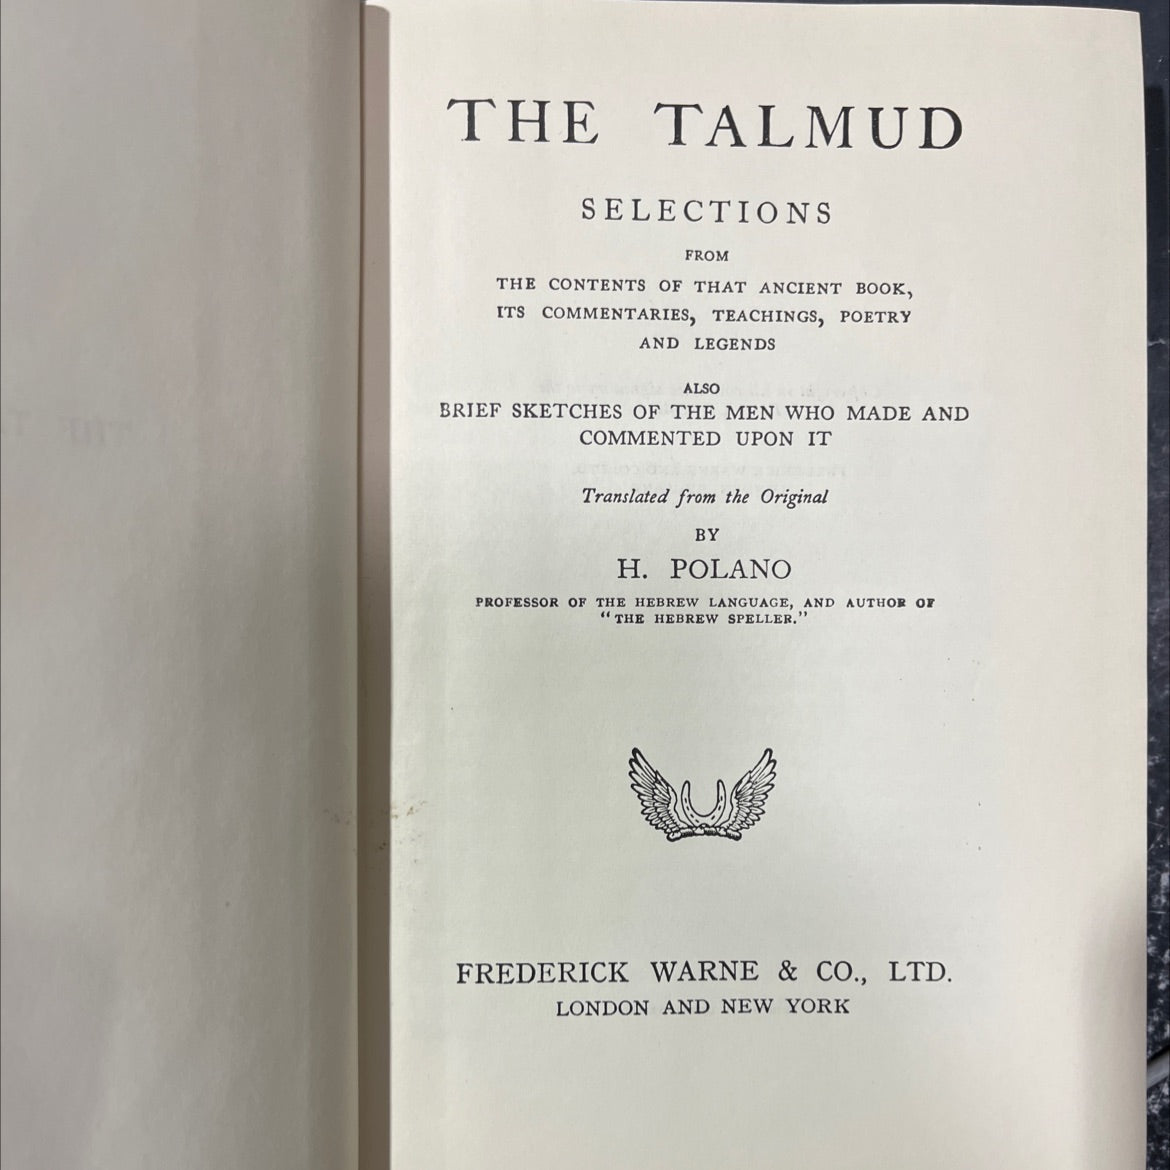 THE TALMUD
SELECTIONS
FROM
THE CONTENTS OF THAT ANCIENT BOOK,
ITS COMMENTARIES, TEACHINGS, POETRY
AND LEGENDS
ALSO
BRIEF SKETCHES OF THE MEN WHO MADE AND
COMMENTED UPON IT
Translated from the Original
BY
H. POLANO
PROFESSOR OF THE HEBREW LANGUAGE, AND AUTHOR OF
“THE HEBREW SPELLER.”
FREDERICK WARNE & CO., LTD.
LONDON AND NEW YORK